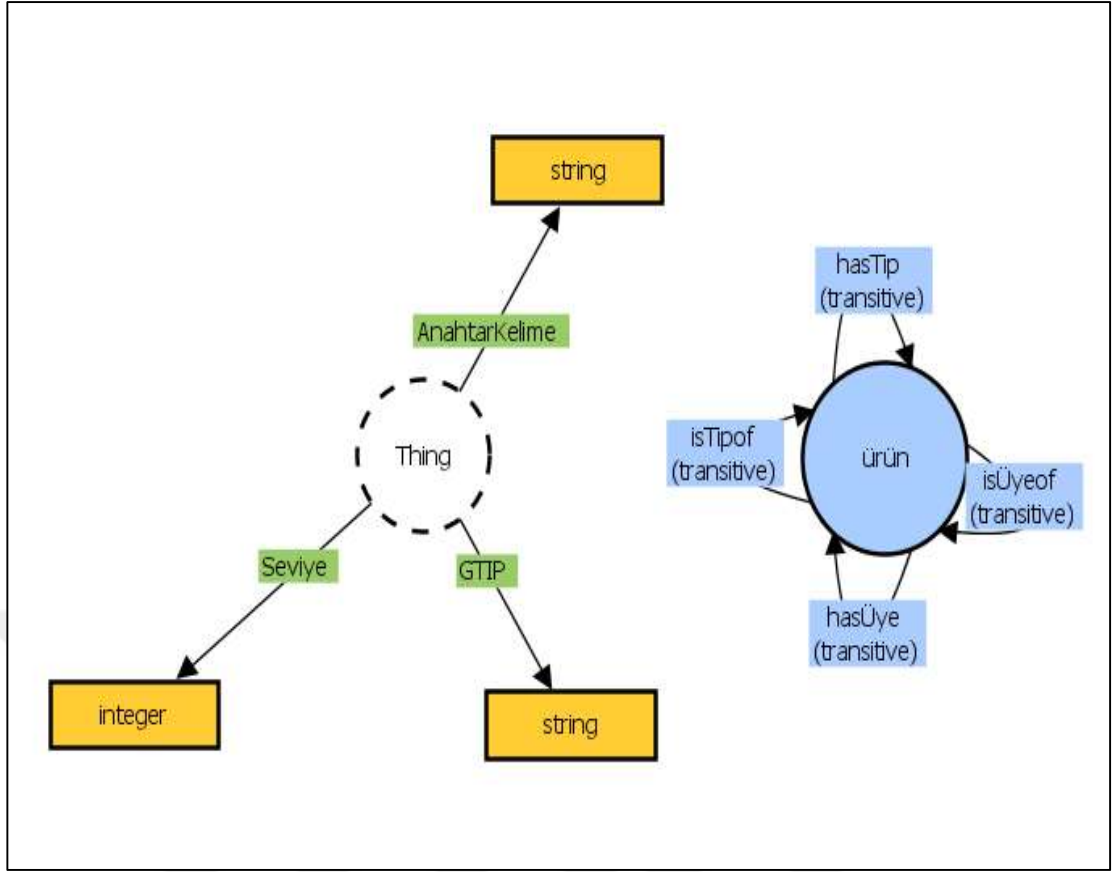 string
hasTip
(transitive)
AnahtarKelime
isTipof
(transitive)
Thing
ürün
isÜyeof
(transitive)
Seviye
GTIP
hasÜye
(transitive)
integer
string